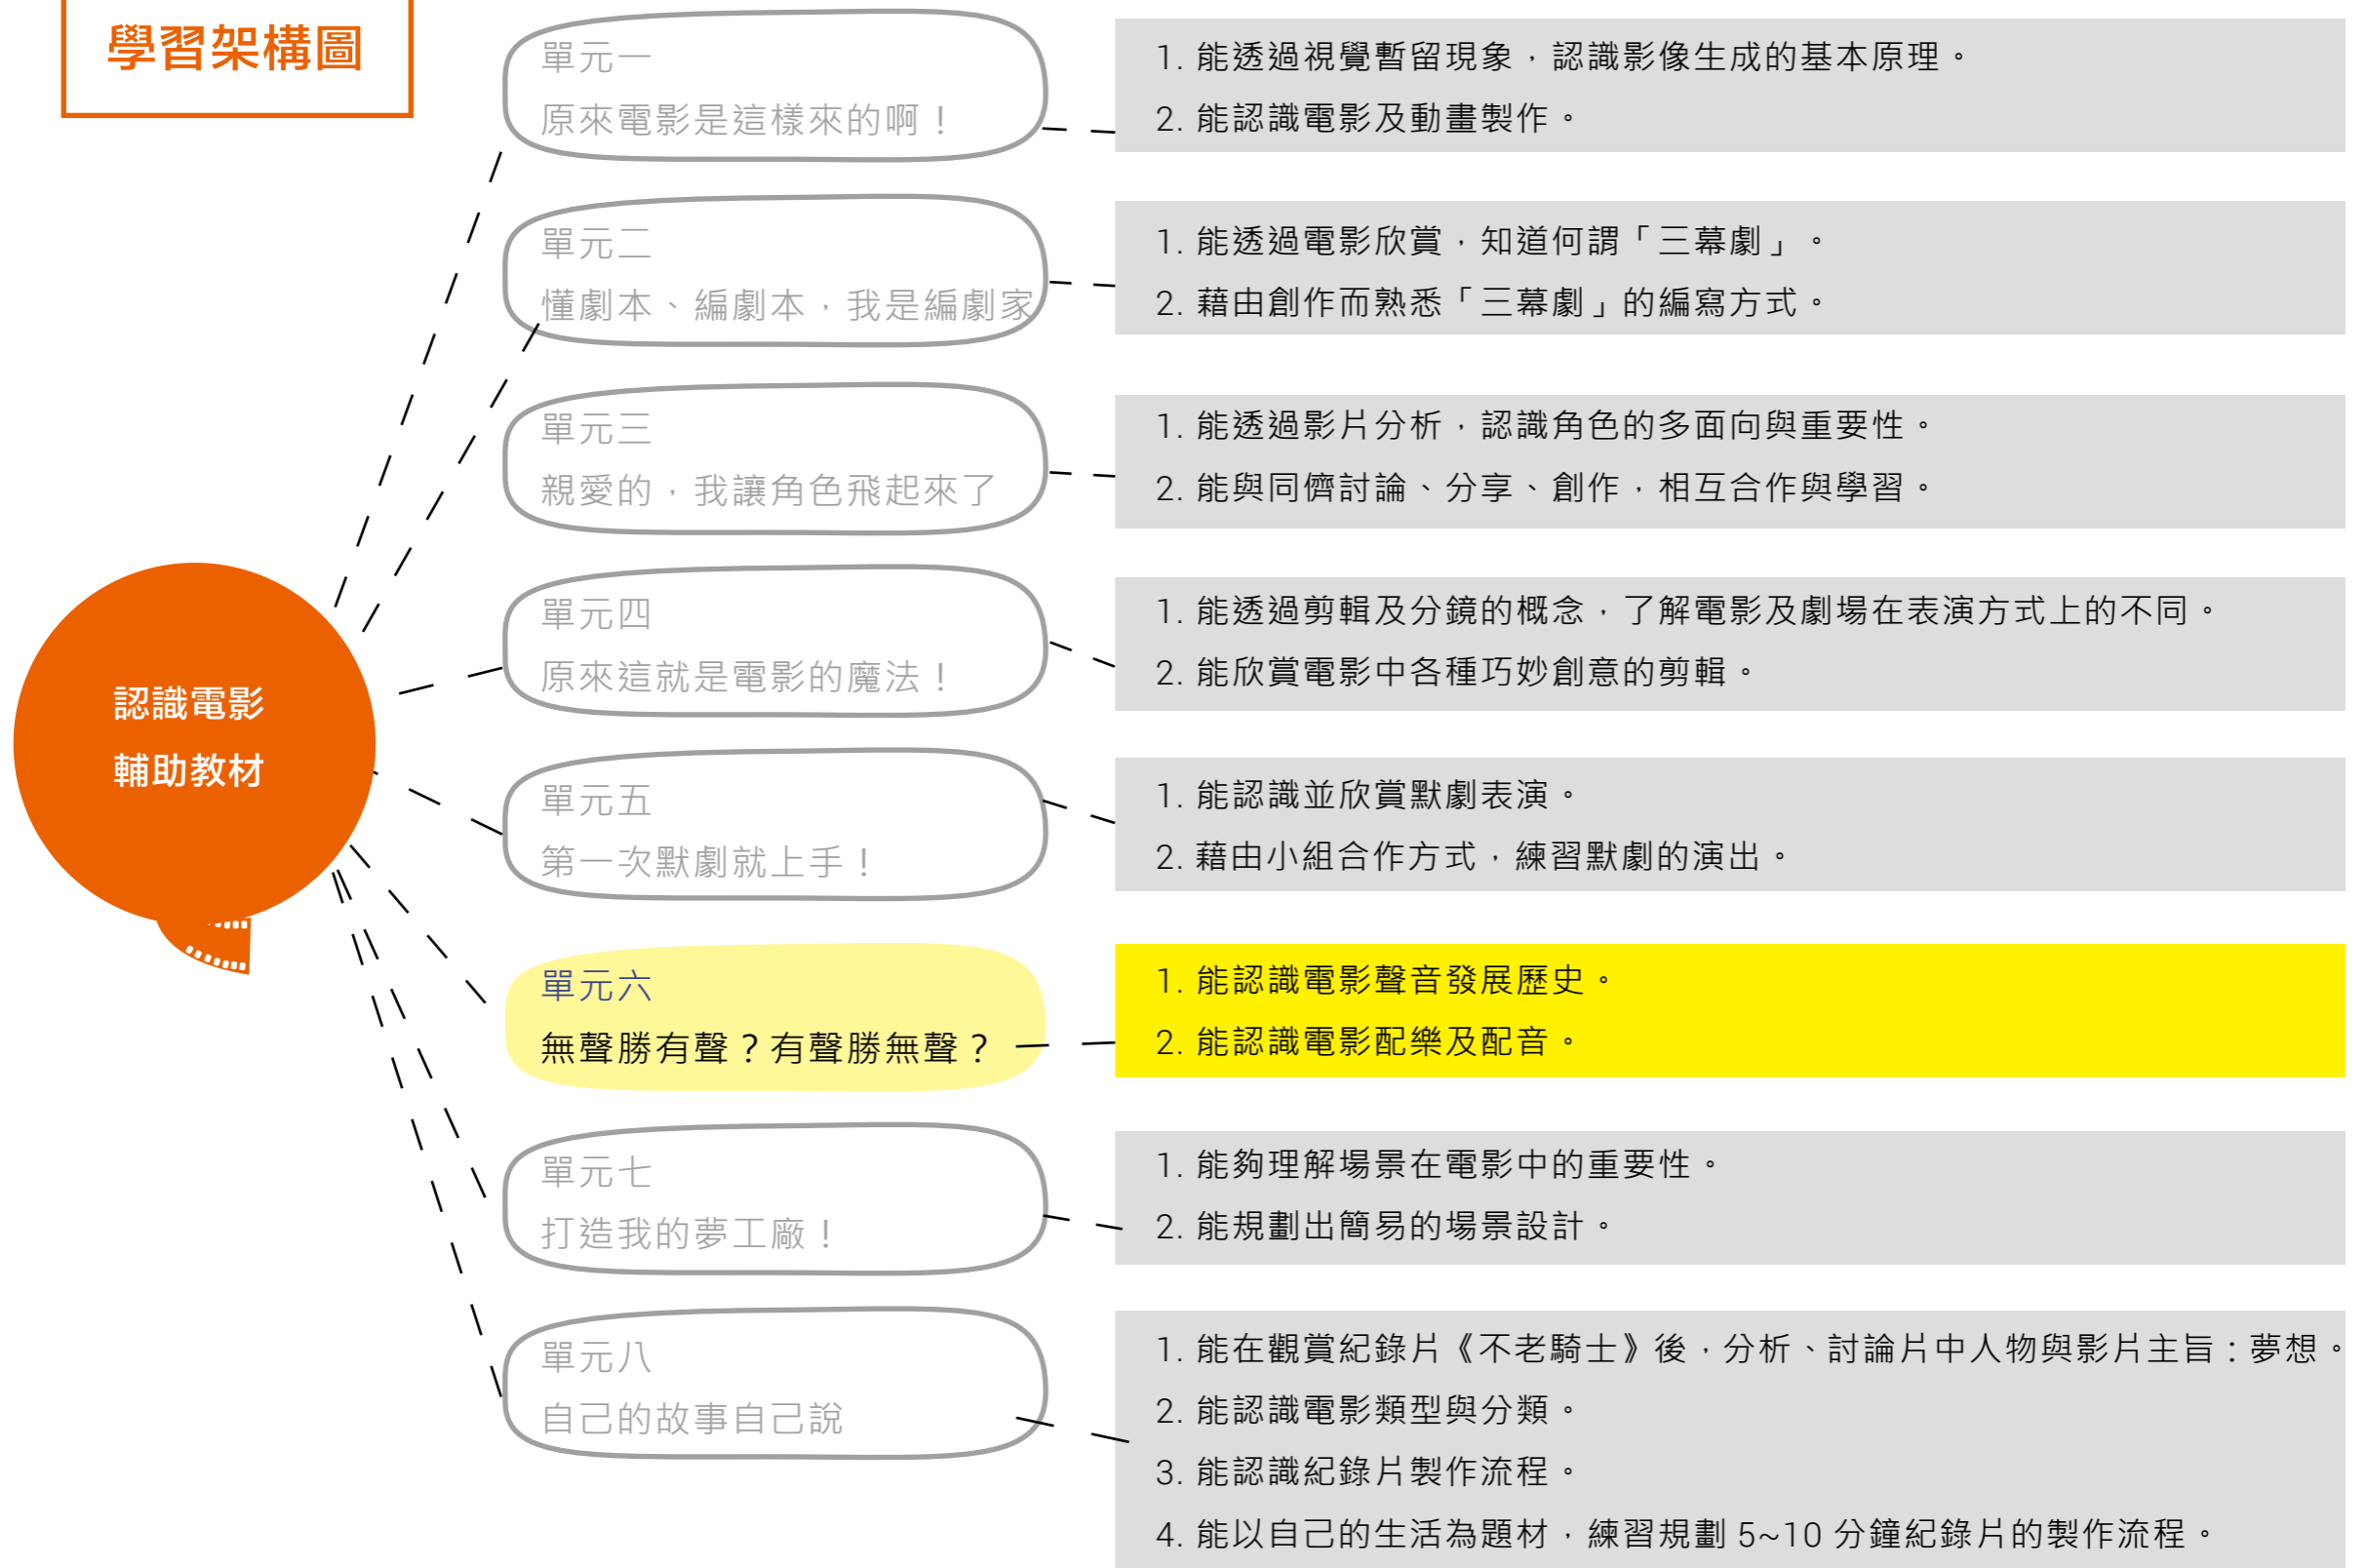 學習架構圖
認識電影
輔助教材
單元一
原來電影是這樣來的啊！
1. 能透過視覺暫留現象，認識影像生成的基本原理。
2. 能認識電影及動畫製作。
單元二
懂劇本、編劇本，我是編劇家
1. 能透過電影欣賞，知道何謂「三幕劇」。
2. 藉由創作而熟悉「三幕劇」的編寫方式。
單元三
親愛的，我讓角色飛起來了
1. 能透過影片分析，認識角色的多面向與重要性。
2. 能與同儕討論、分享、創作，相互合作與學習。
單元四
原來這就是電影的魔法！
1. 能透過剪輯及分鏡的概念，了解電影及劇場在表演方式上的不同。
2. 能欣賞電影中各種巧妙創意的剪輯。
單元五
第一次默劇就上手！
1. 能認識並欣賞默劇表演。
2. 藉由小組合作方式，練習默劇的演出。
單元六
無聲勝有聲？有聲勝無聲？
1. 能認識電影聲音發展歷史。
2. 能認識電影配樂及配音。
單元七
打造我的夢工廠！
1. 能夠理解場景在電影中的重要性。
2. 能規劃出簡易的場景設計。
單元八
自己的故事自己說
1. 能在觀賞紀錄片《不老騎士》後，分析、討論片中人物與影片主旨：夢想。
2. 能認識電影類型與分類。
3. 能認識紀錄片製作流程。
4. 能以自己的生活為題材，練習規劃 5~10 分鐘紀錄片的製作流程。